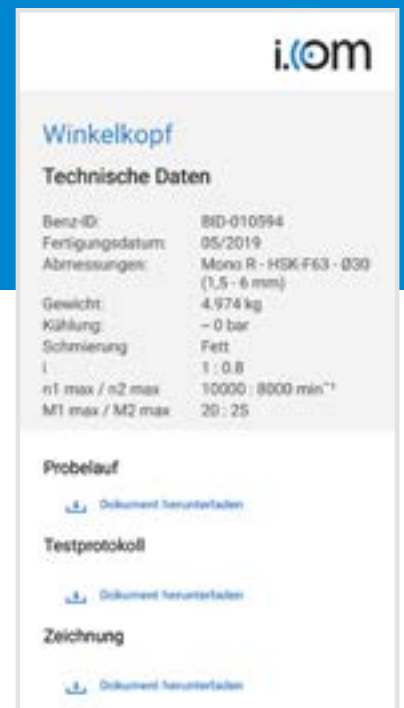 i.com
Winkelkopf
Technische Daten
Benz-ID: BID-010594
Fertigungsdatum: 05/2019
Abmessungen: Mono R - HSK-F63 - Ø30
(1,5 - 6 mm)
Gewicht: 4.974 kg
Kühlung: ~ 0 bar
Schmierung Fett
i 1 : 0.8
n1 max / n2 max 10000 : 8000 min⁻¹
M1 max / M2 max 20 : 25
Probelauf
Dokument herunterladen
Testprotokoll
Dokument herunterladen
Zeichnung
Dokument herunterladen